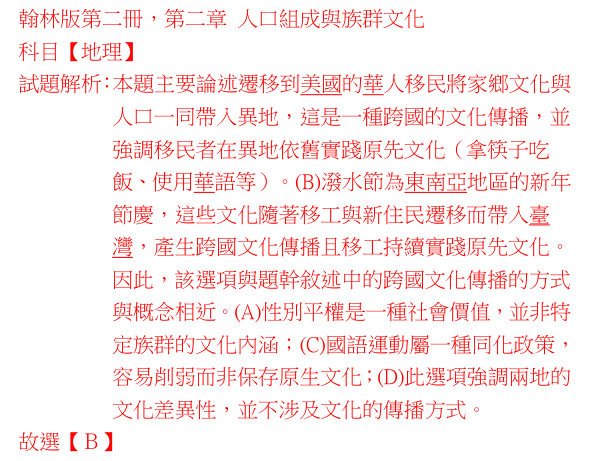 翰林版第二冊，第二章 人口組成與族群文化
科目【地理】
試題解析：本題主要論述遷移到美國的華人移民將家鄉文化與
人口一同帶入異地，這是一種跨國的文化傳播，並
強調移民者在異地依舊實踐原先文化（拿筷子吃
飯、使用華語等）。(B)潑水節為東南亞地區的新年
節慶，這些文化隨著移工與新住民遷移而帶入臺
灣，產生跨國文化傳播且移工持續實踐原先文化。
因此，該選項與題幹敘述中的跨國文化傳播的方式
與概念相近。(A)性別平權是一種社會價值，並非特
定族群的文化內涵；(C)國語運動屬一種同化政策，
容易削弱而非保存原生文化；(D)此選項強調兩地的
文化差異性，並不涉及文化的傳播方式。
故選【Ｂ】